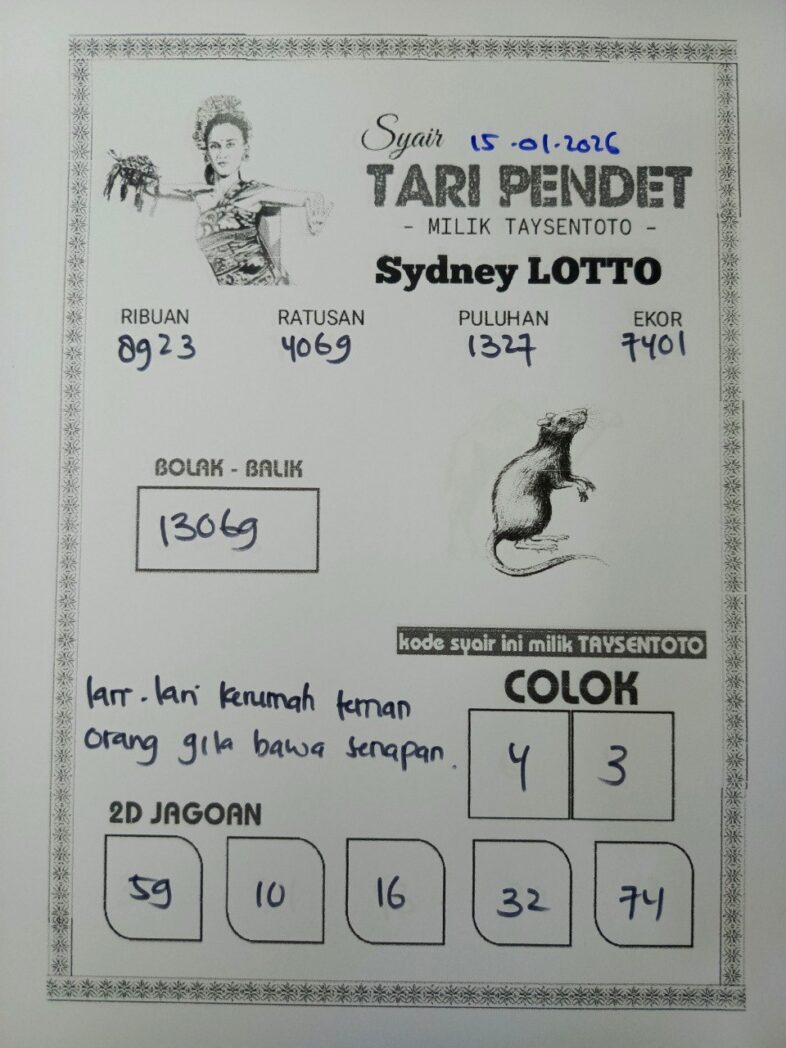 Syair 15-01-2026
TARI PENDET
- MILIK TAYSENTOTO -
Sydney LOTTO
RIBUAN RATUSAN PULUHAN EKOR
8923 4069 1327 7401
BOLAK - BALIK
13069
kode syair ini milik TAYSENTOTO
lari-lari kerumah teman
orang gila bawa senapan.
COLOK
4 3
2D JAGOAN
59 10 16 32 74